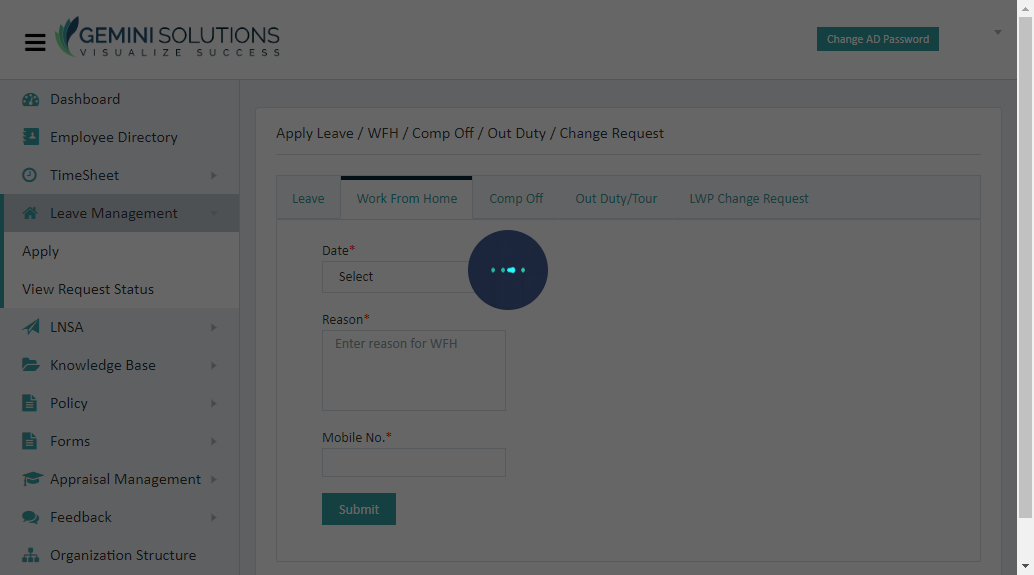 GEMINI SOLUTIONS
VISUALIZE SUCCESS
Change AD Password
Dashboard
Employee Directory
TimeSheet
Leave Management
Apply
View Request Status
LNSA
Knowledge Base
Policy
Forms
Appraisal Management
Feedback
Organization Structure
Apply Leave / WFH / Comp Off / Out Duty / Change Request
Leave Work From Home Comp Off Out Duty/Tour LWP Change Request
Date*
Select
Reason*
Enter reason for WFH
Mobile No.*
Submit